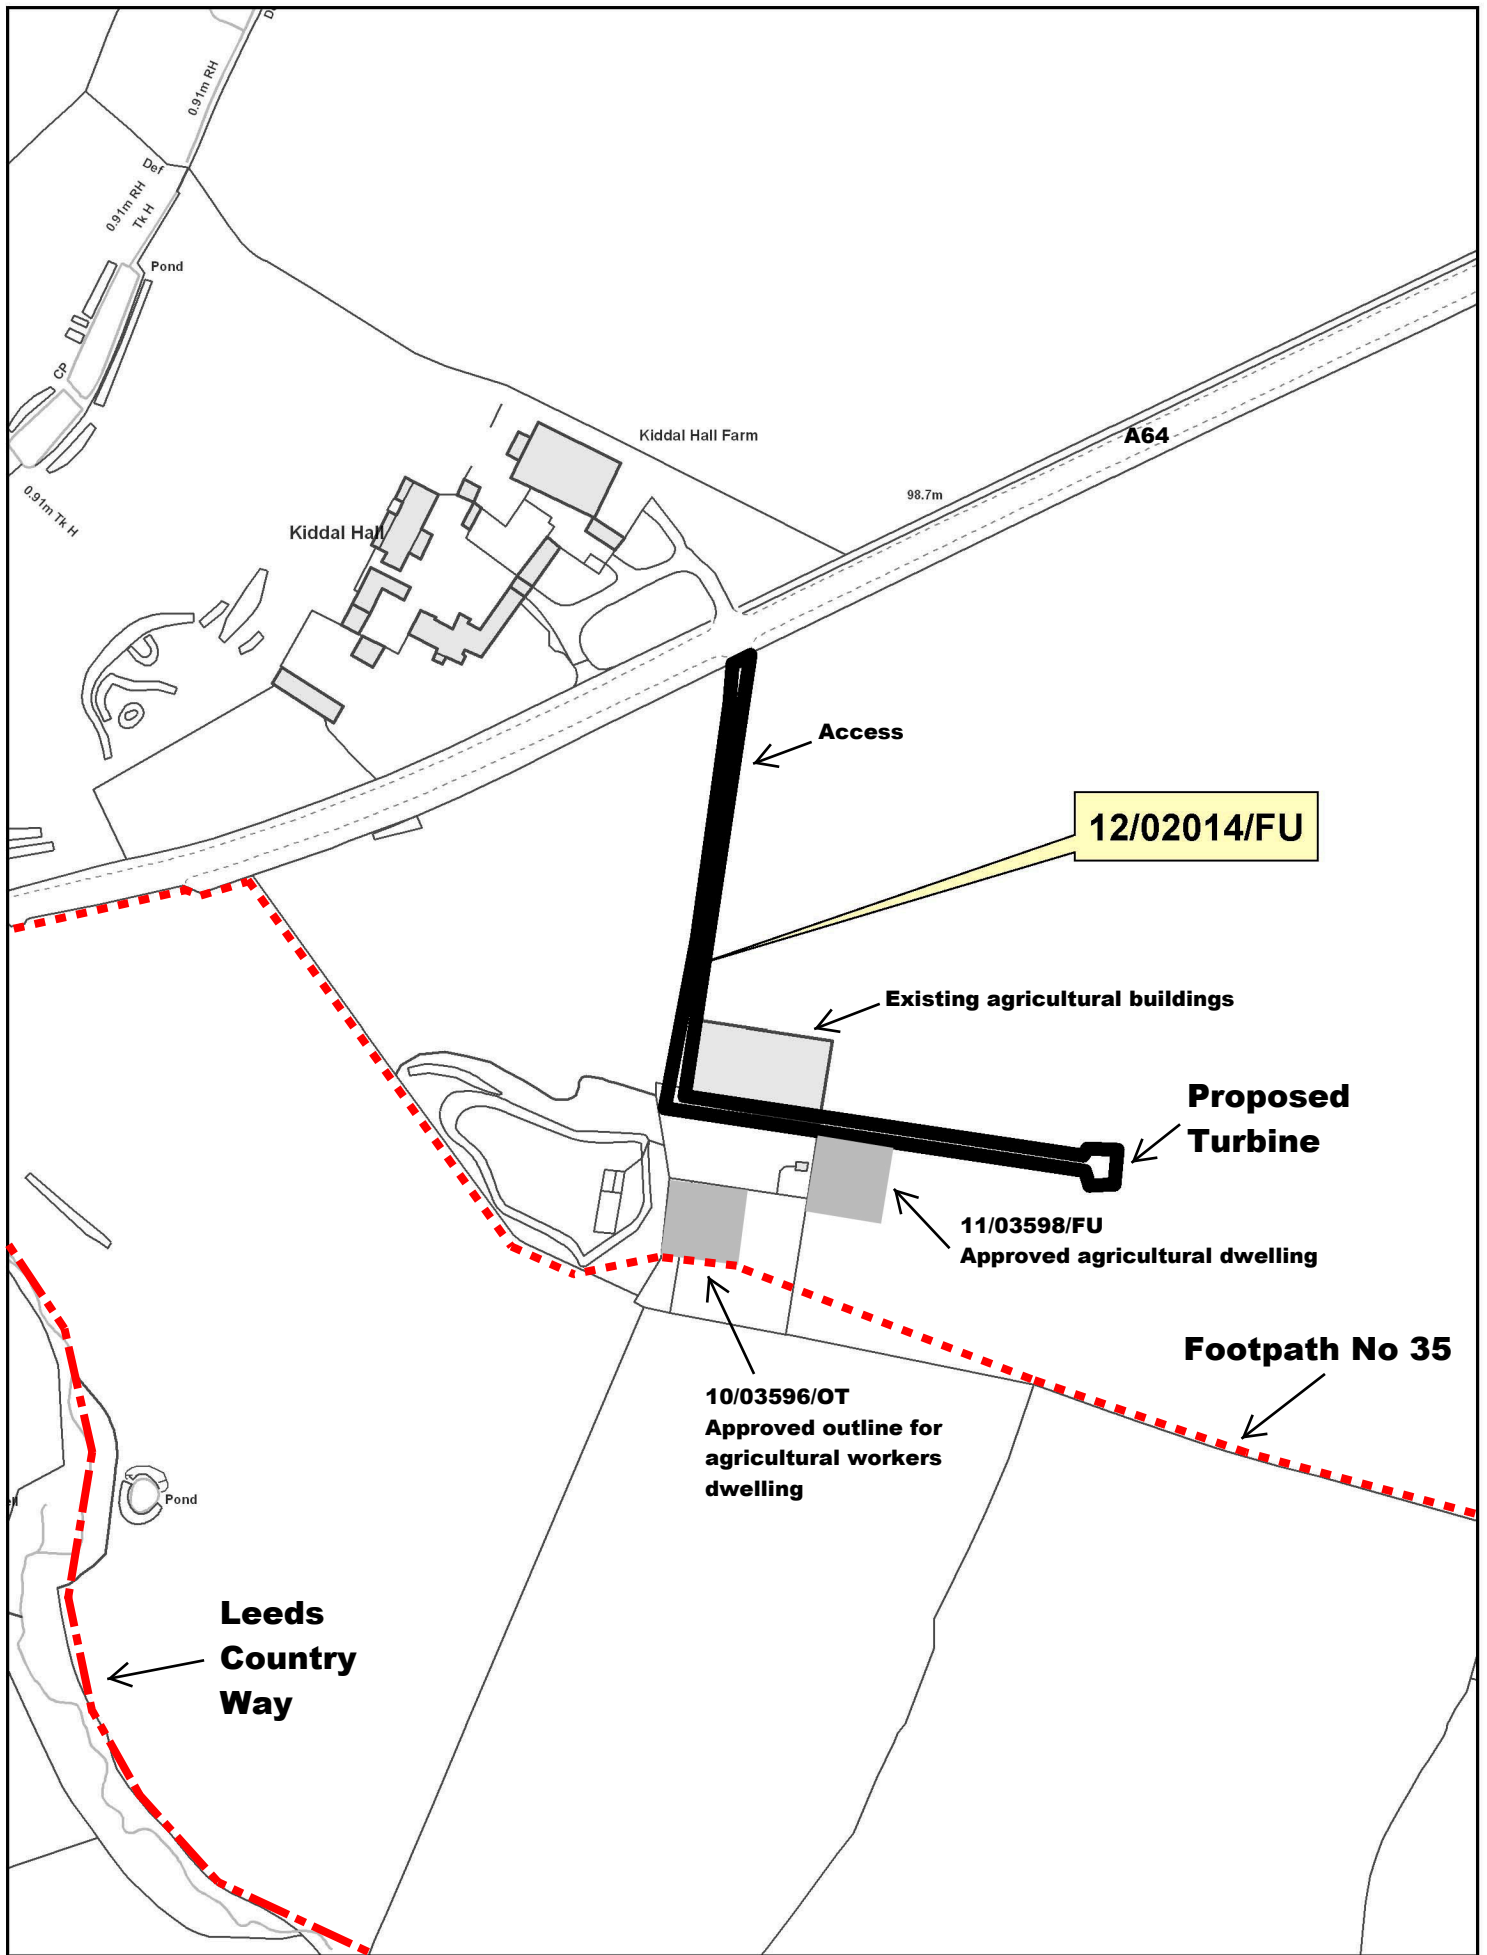 0.91m RH
Def
0.91m RH
Tk H
Pond
CP
0.91m Tk H
Kiddal Hall Farm
Kiddal Hall
A64
98.7m
Access
12/02014/FU
Existing agricultural buildings
Proposed
Turbine
11/03598/FU
Approved agricultural dwelling
Footpath No 35
10/03596/OT
Approved outline for
agricultural workers
dwelling
Pond
Leeds
Country
Way